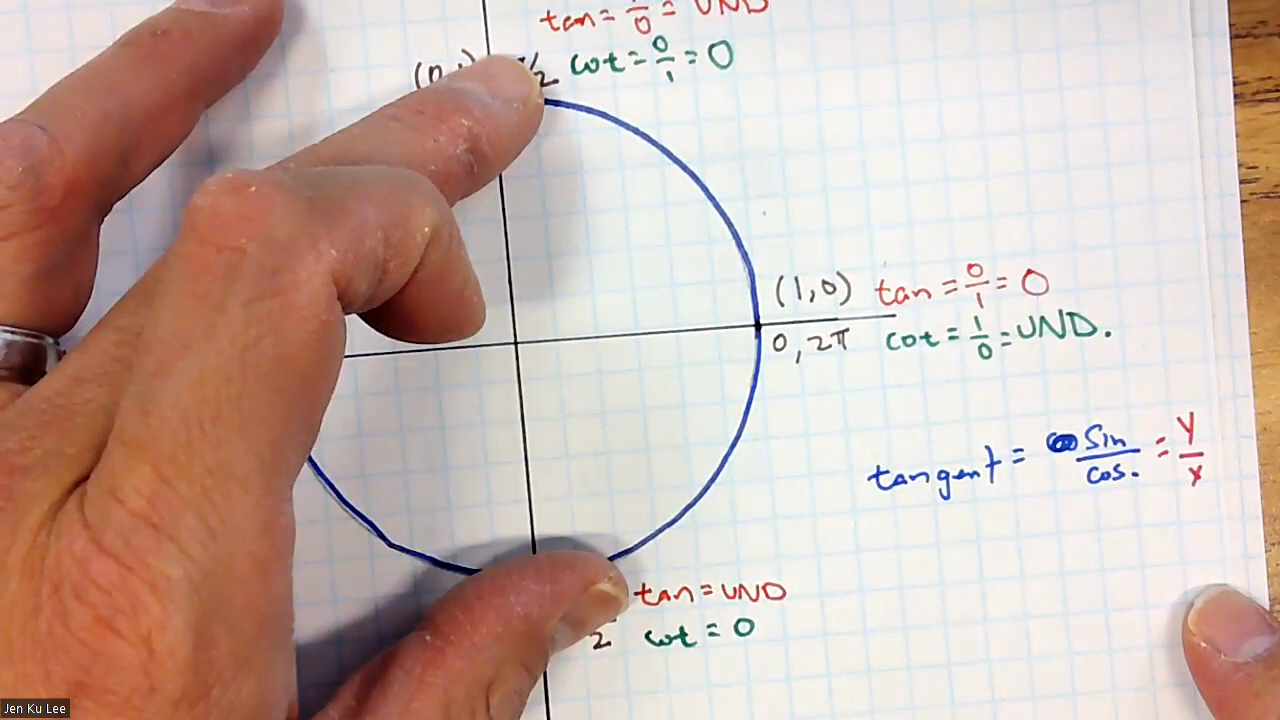 tan = 1/0 = UND
cot = 0/1 = 0
(1,0) tan = 0/1 = 0
0, 2π cot = 1/0 = UND.
tangent = sin/cos. = y/x
tan = UND
2 cot = 0
Jen Ku Lee